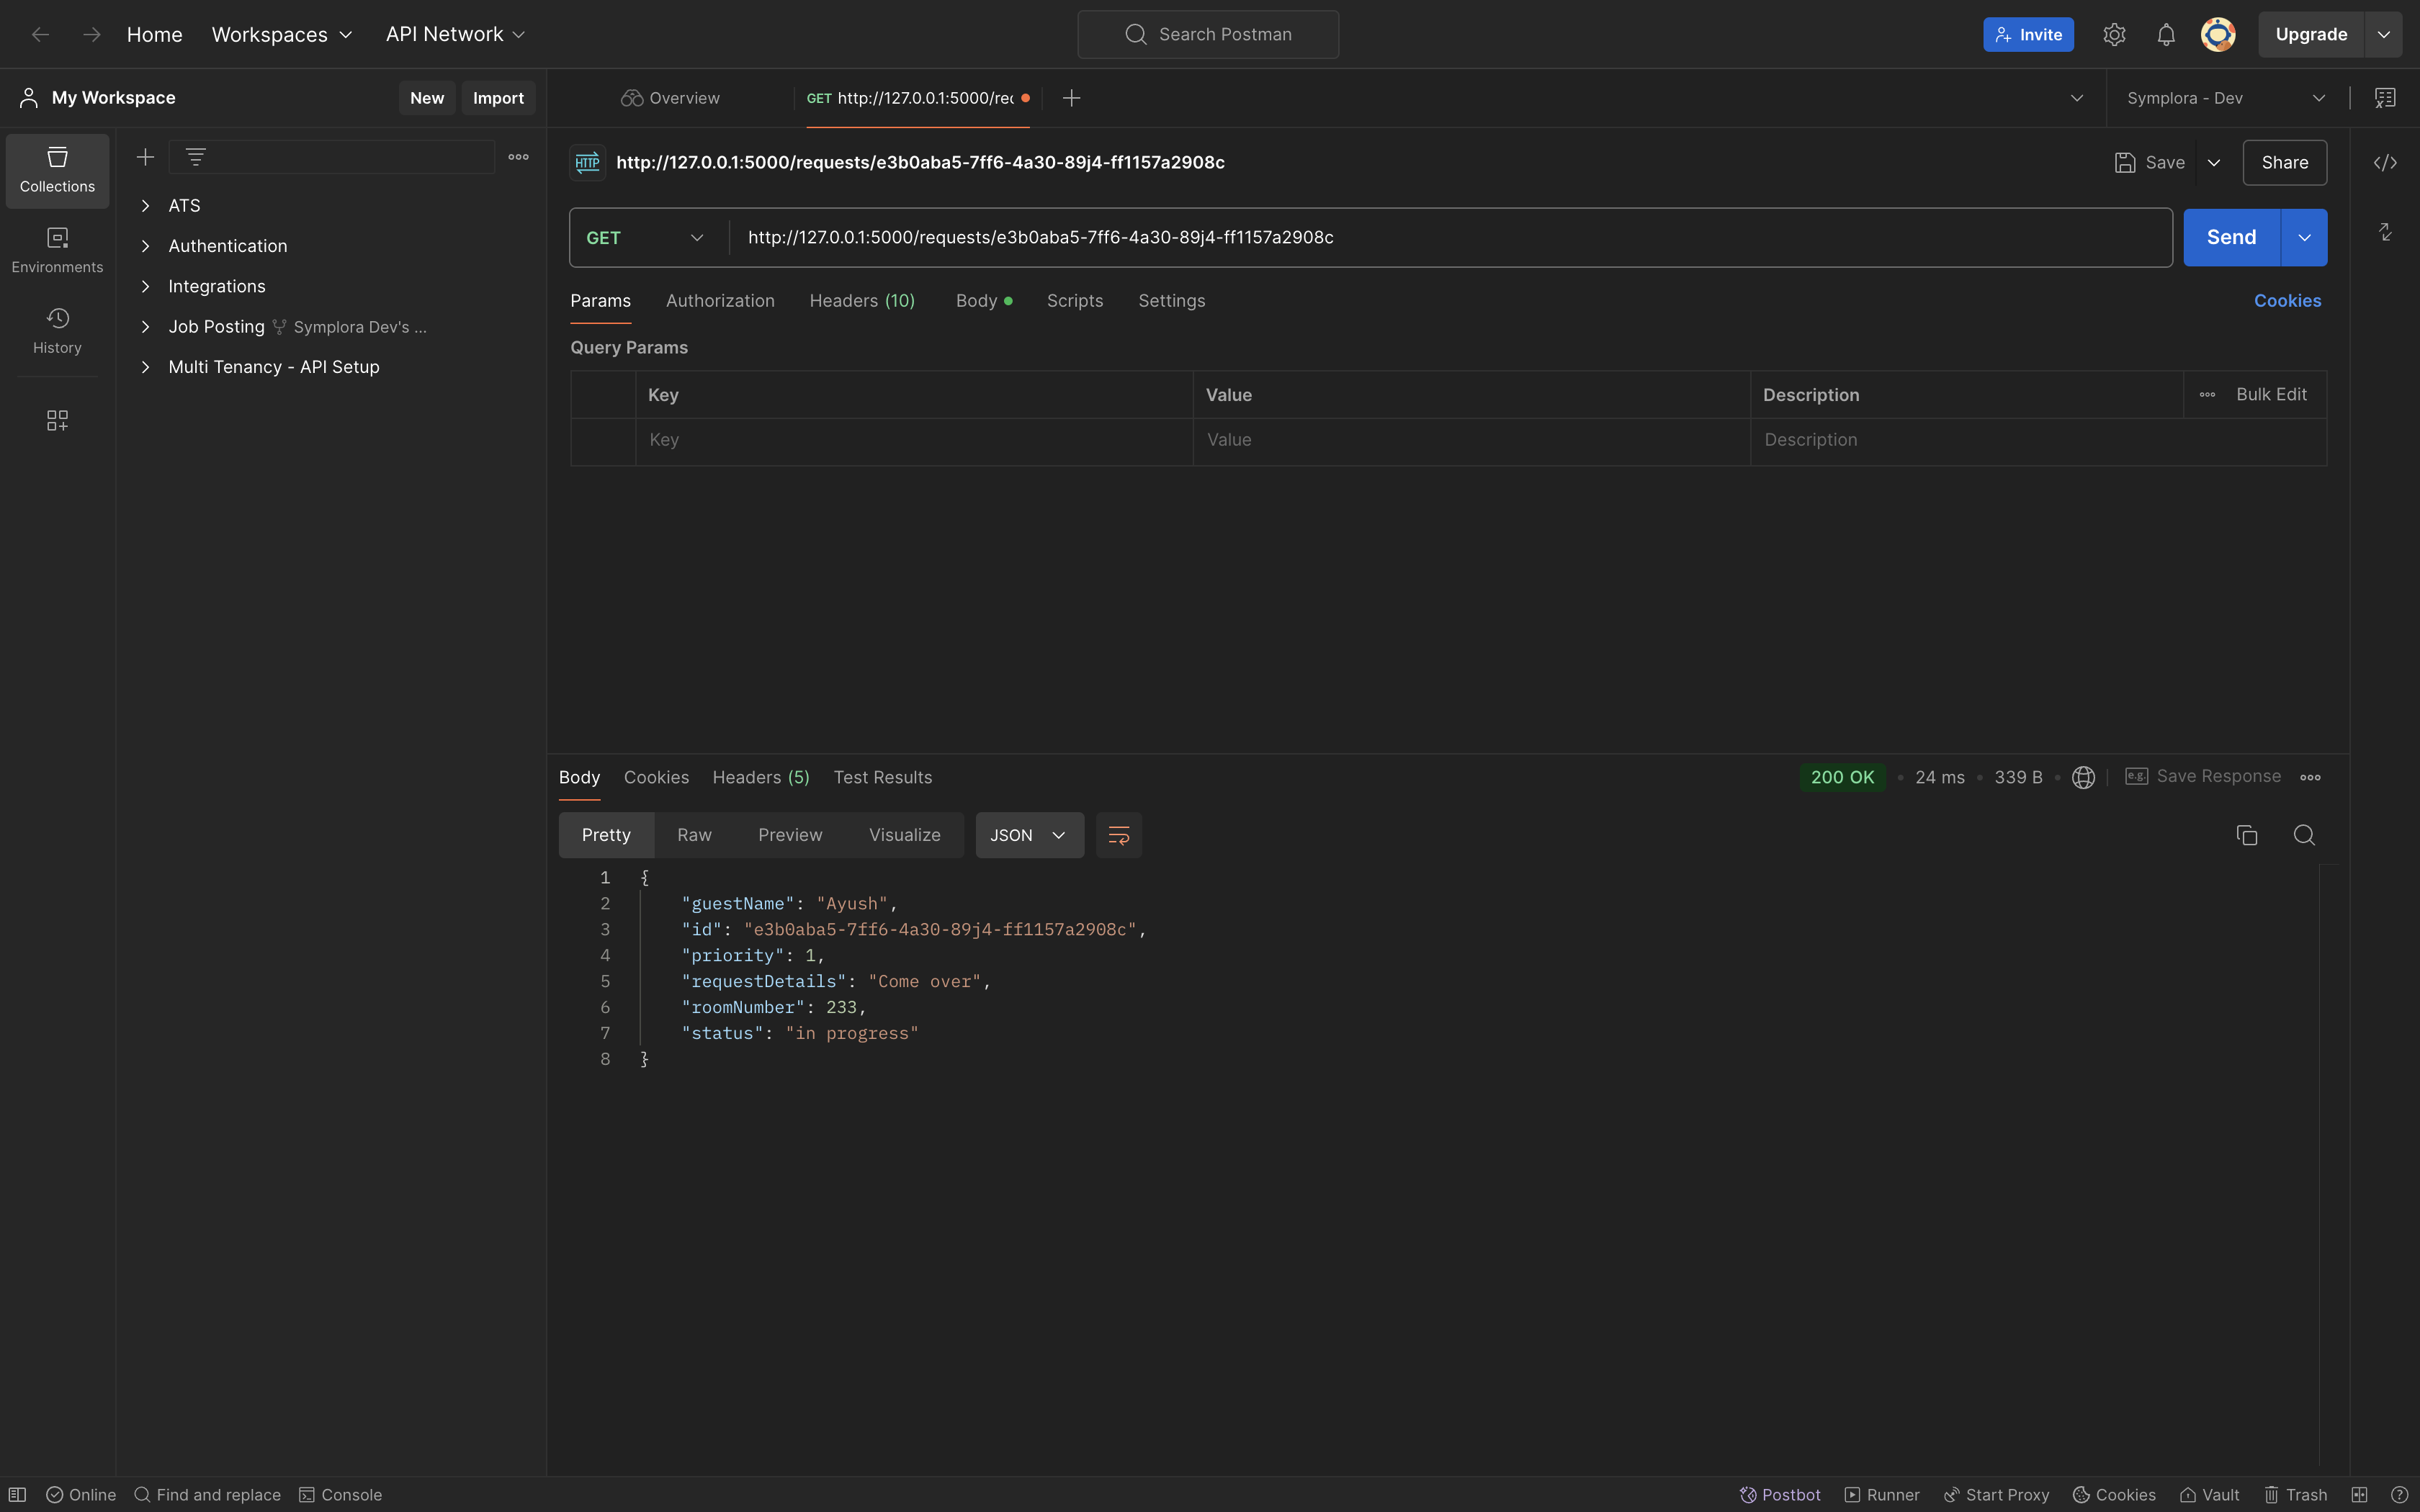 Home Workspaces API Network Search Postman Invite Upgrade
My Workspace New Import Overview GET http://127.0.0.1:5000/rec Symplora - Dev
Collections
Environments
History
ATS
Authentication
Integrations
Job Posting Symplora Dev's ...
Multi Tenancy - API Setup
HTTP http://127.0.0.1:5000/requests/e3b0aba5-7ff6-4a30-89j4-ff1157a2908c Save Share
GET http://127.0.0.1:5000/requests/e3b0aba5-7ff6-4a30-89j4-ff1157a2908c Send
Params Authorization Headers (10) Body Scripts Settings Cookies
Query Params
Key Value Description Bulk Edit
Key Value Description
Body Cookies Headers (5) Test Results 200 OK 24 ms 339 B e.g. Save Response
Pretty Raw Preview Visualize JSON
1 {
2 "guestName": "Ayush",
3 "id": "e3b0aba5-7ff6-4a30-89j4-ff1157a2908c",
4 "priority": 1,
5 "requestDetails": "Come over",
6 "roomNumber": 233,
7 "status": "in progress"
8 }
Online Find and replace Console Postbot Runner Start Proxy Cookies Vault Trash